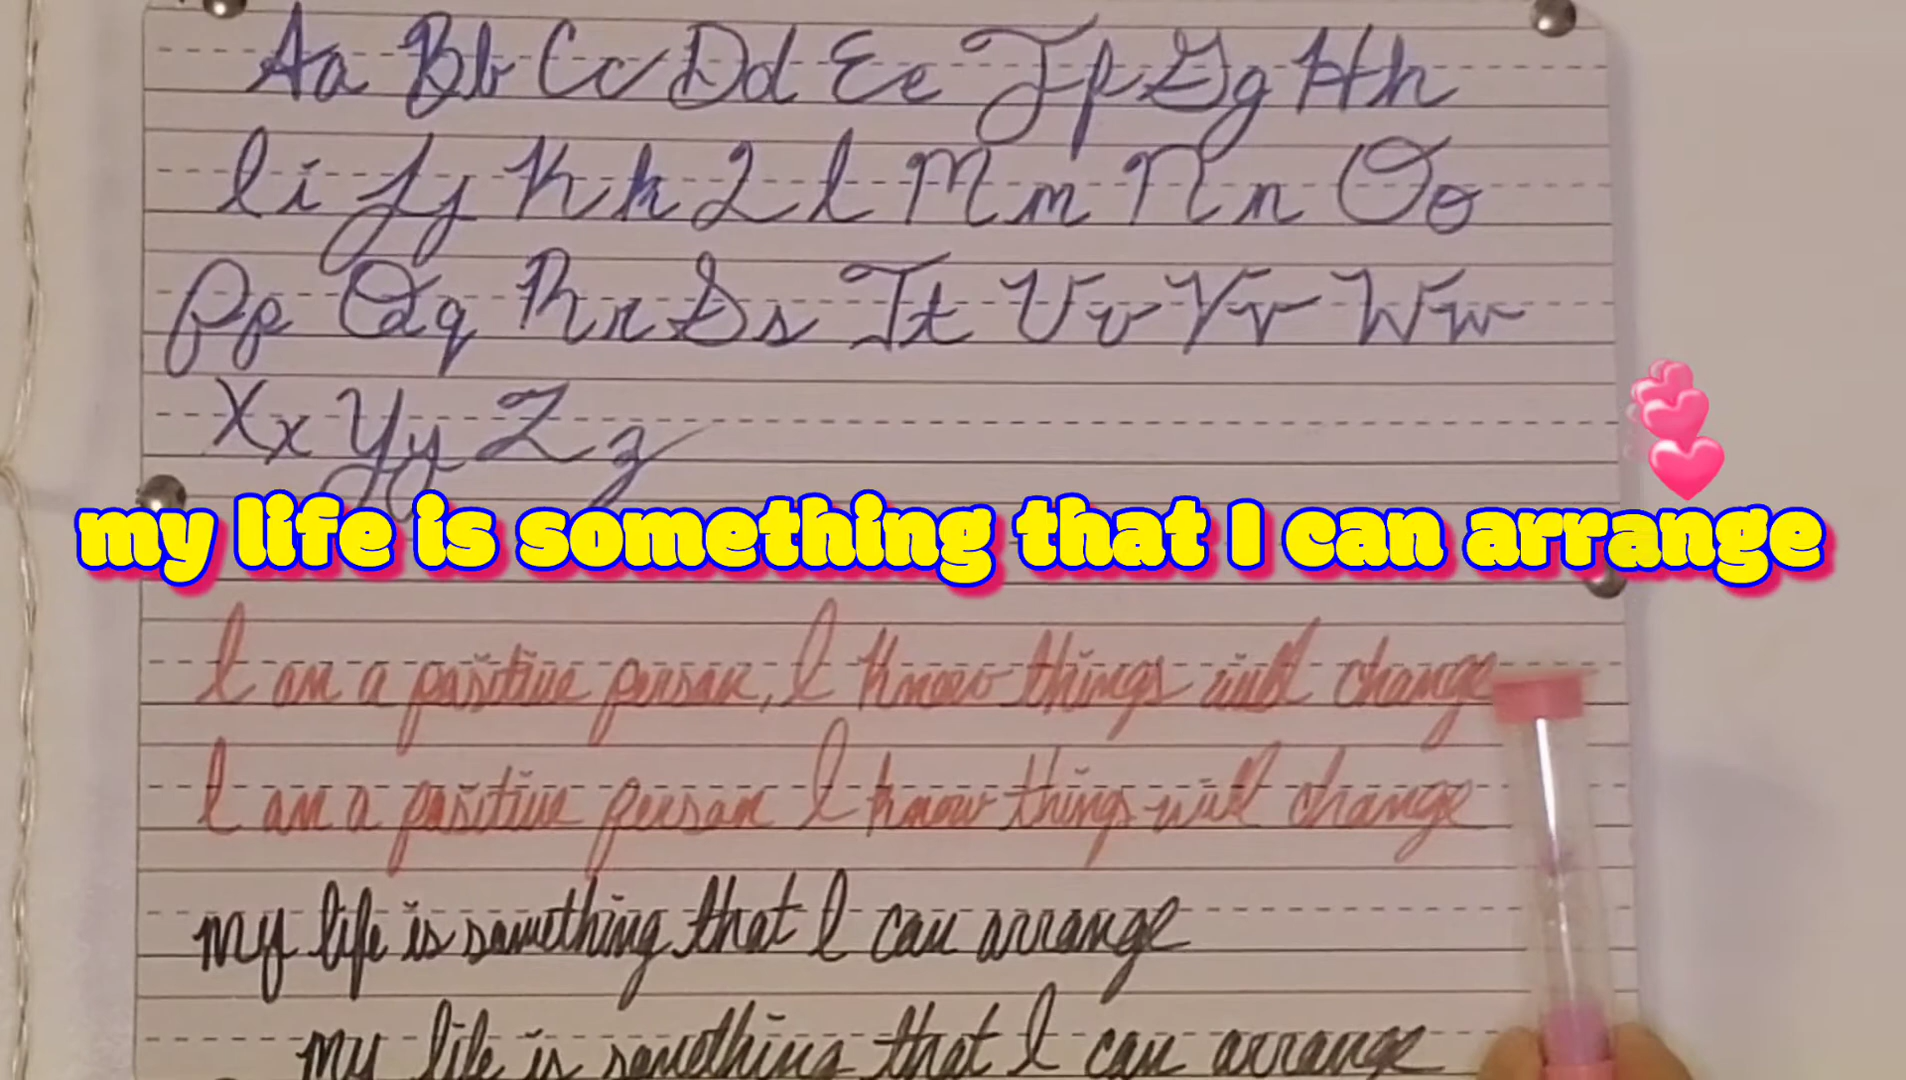 Aa Bb Cc Dd Ee Ff Gg Hh
Ii Jj Kk Ll Mm Nn Oo
Pp Qq Rr Ss Tt Uu Vv Ww
Xx Yy Zz
my life is something that I can arrange
I am a positive person, I know things will change
I am a positive person I know things will change
my life is something that I can arrange
my life is something that I can arrange